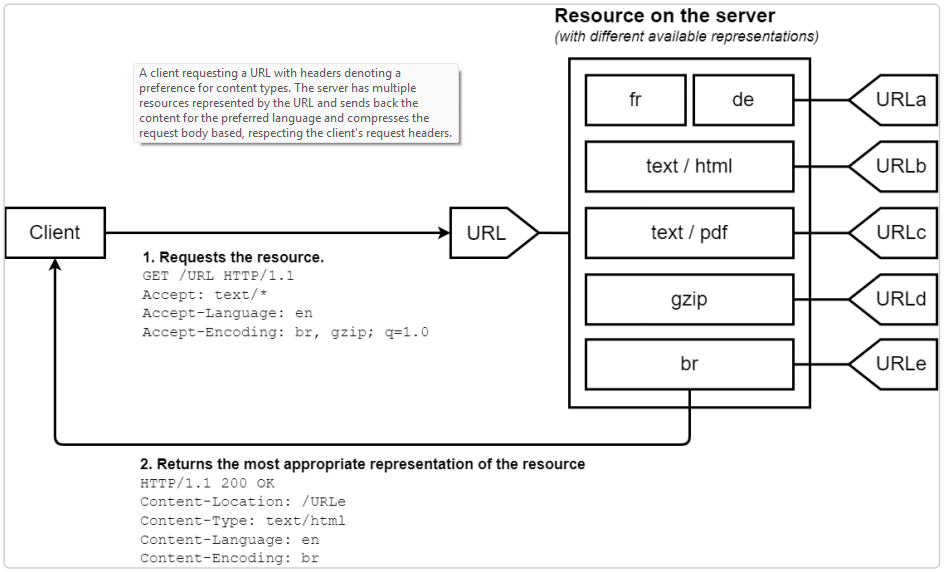 Resource on the server
(with different available representations)
A client requesting a URL with headers denoting a
preference for content types. The server has multiple
resources represented by the URL and sends back the
content for the preferred language and compresses the
request body based, respecting the client's request headers.
fr
de
URLa
text / html
URLb
Client
URL
text / pdf
URLc
1. Requests the resource.
GET /URL HTTP/1.1
Accept: text/*
Accept-Language: en
Accept-Encoding: br, gzip; q=1.0
gzip
URLd
br
URLe
2. Returns the most appropriate representation of the resource
HTTP/1.1 200 OK
Content-Location: /URLe
Content-Type: text/html
Content-Language: en
Content-Encoding: br